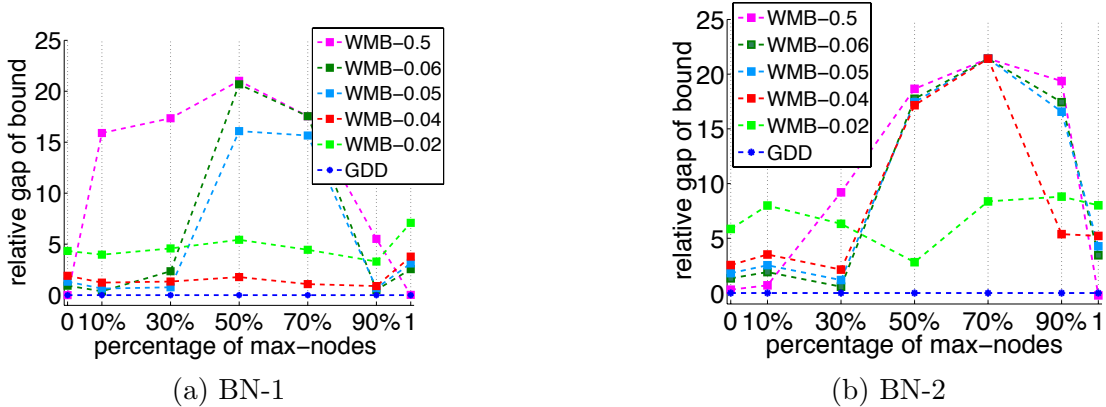 25
20
15
10
5
0
relative gap of bound
WMB−0.5
WMB−0.06
WMB−0.05
WMB−0.04
WMB−0.02
GDD
0 10% 30% 50% 70% 90% 1
percentage of max−nodes
(a) BN-1
25
20
15
10
5
0
relative gap of bound
WMB−0.5
WMB−0.06
WMB−0.05
WMB−0.04
WMB−0.02
GDD
0 10% 30% 50% 70% 90% 1
percentage of max−nodes
(b) BN-2